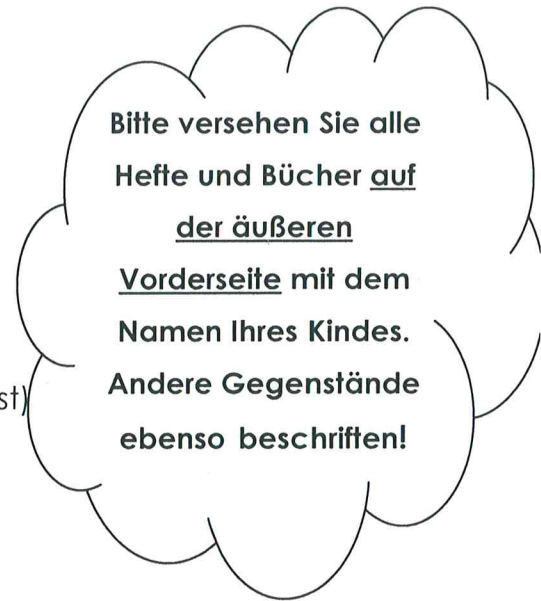 Bitte versehen Sie alle
Hefte und Bücher auf
der äußeren
Vorderseite mit dem
Namen Ihres Kindes.
Andere Gegenstände
ebenso beschriften!
st)